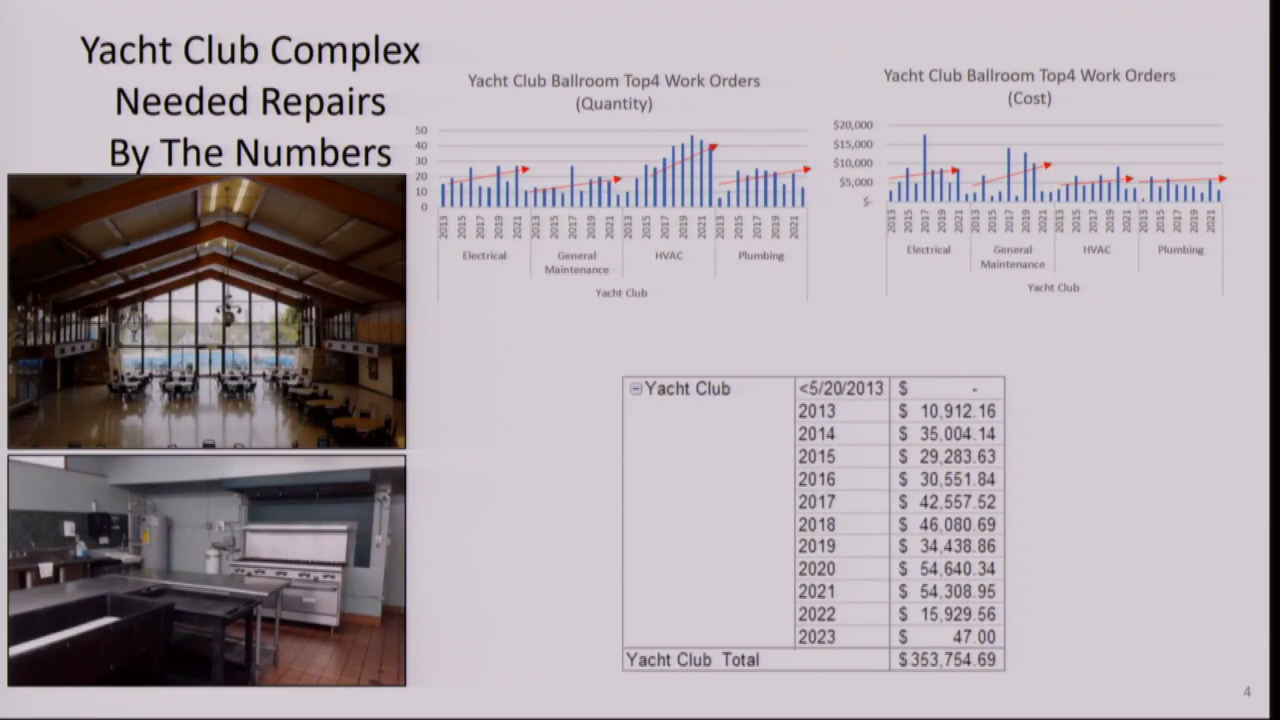 Yacht Club Complex
Needed Repairs
By The Numbers
Yacht Club Ballroom Top4 Work Orders
(Quantity)
50
40
30
20
10
0
2013
2015
2017
2019
2021
2013
2015
2017
2019
2021
2013
2015
2017
2019
2021
2013
2015
2017
2019
2021
Electrical
General
Maintenance
HVAC
Plumbing
Yacht Club
Yacht Club Ballroom Top4 Work Orders
(Cost)
$20,000
$15,000
$10,000
$5,000
$-
2013
2015
2017
2019
2021
2013
2015
2017
2019
2021
2013
2015
2017
2019
2021
2013
2015
2017
2019
2021
Electrical
General
Maintenance
HVAC
Plumbing
Yacht Club
Yacht Club <5/20/2013 $ -
2013 $ 10,912.16
2014 $ 35,004.14
2015 $ 29,283.63
2016 $ 30,551.84
2017 $ 42,557.52
2018 $ 46,080.69
2019 $ 34,438.86
2020 $ 54,640.34
2021 $ 54,308.95
2022 $ 15,929.56
2023 $ 47.00
Yacht Club Total $353,754.69
4